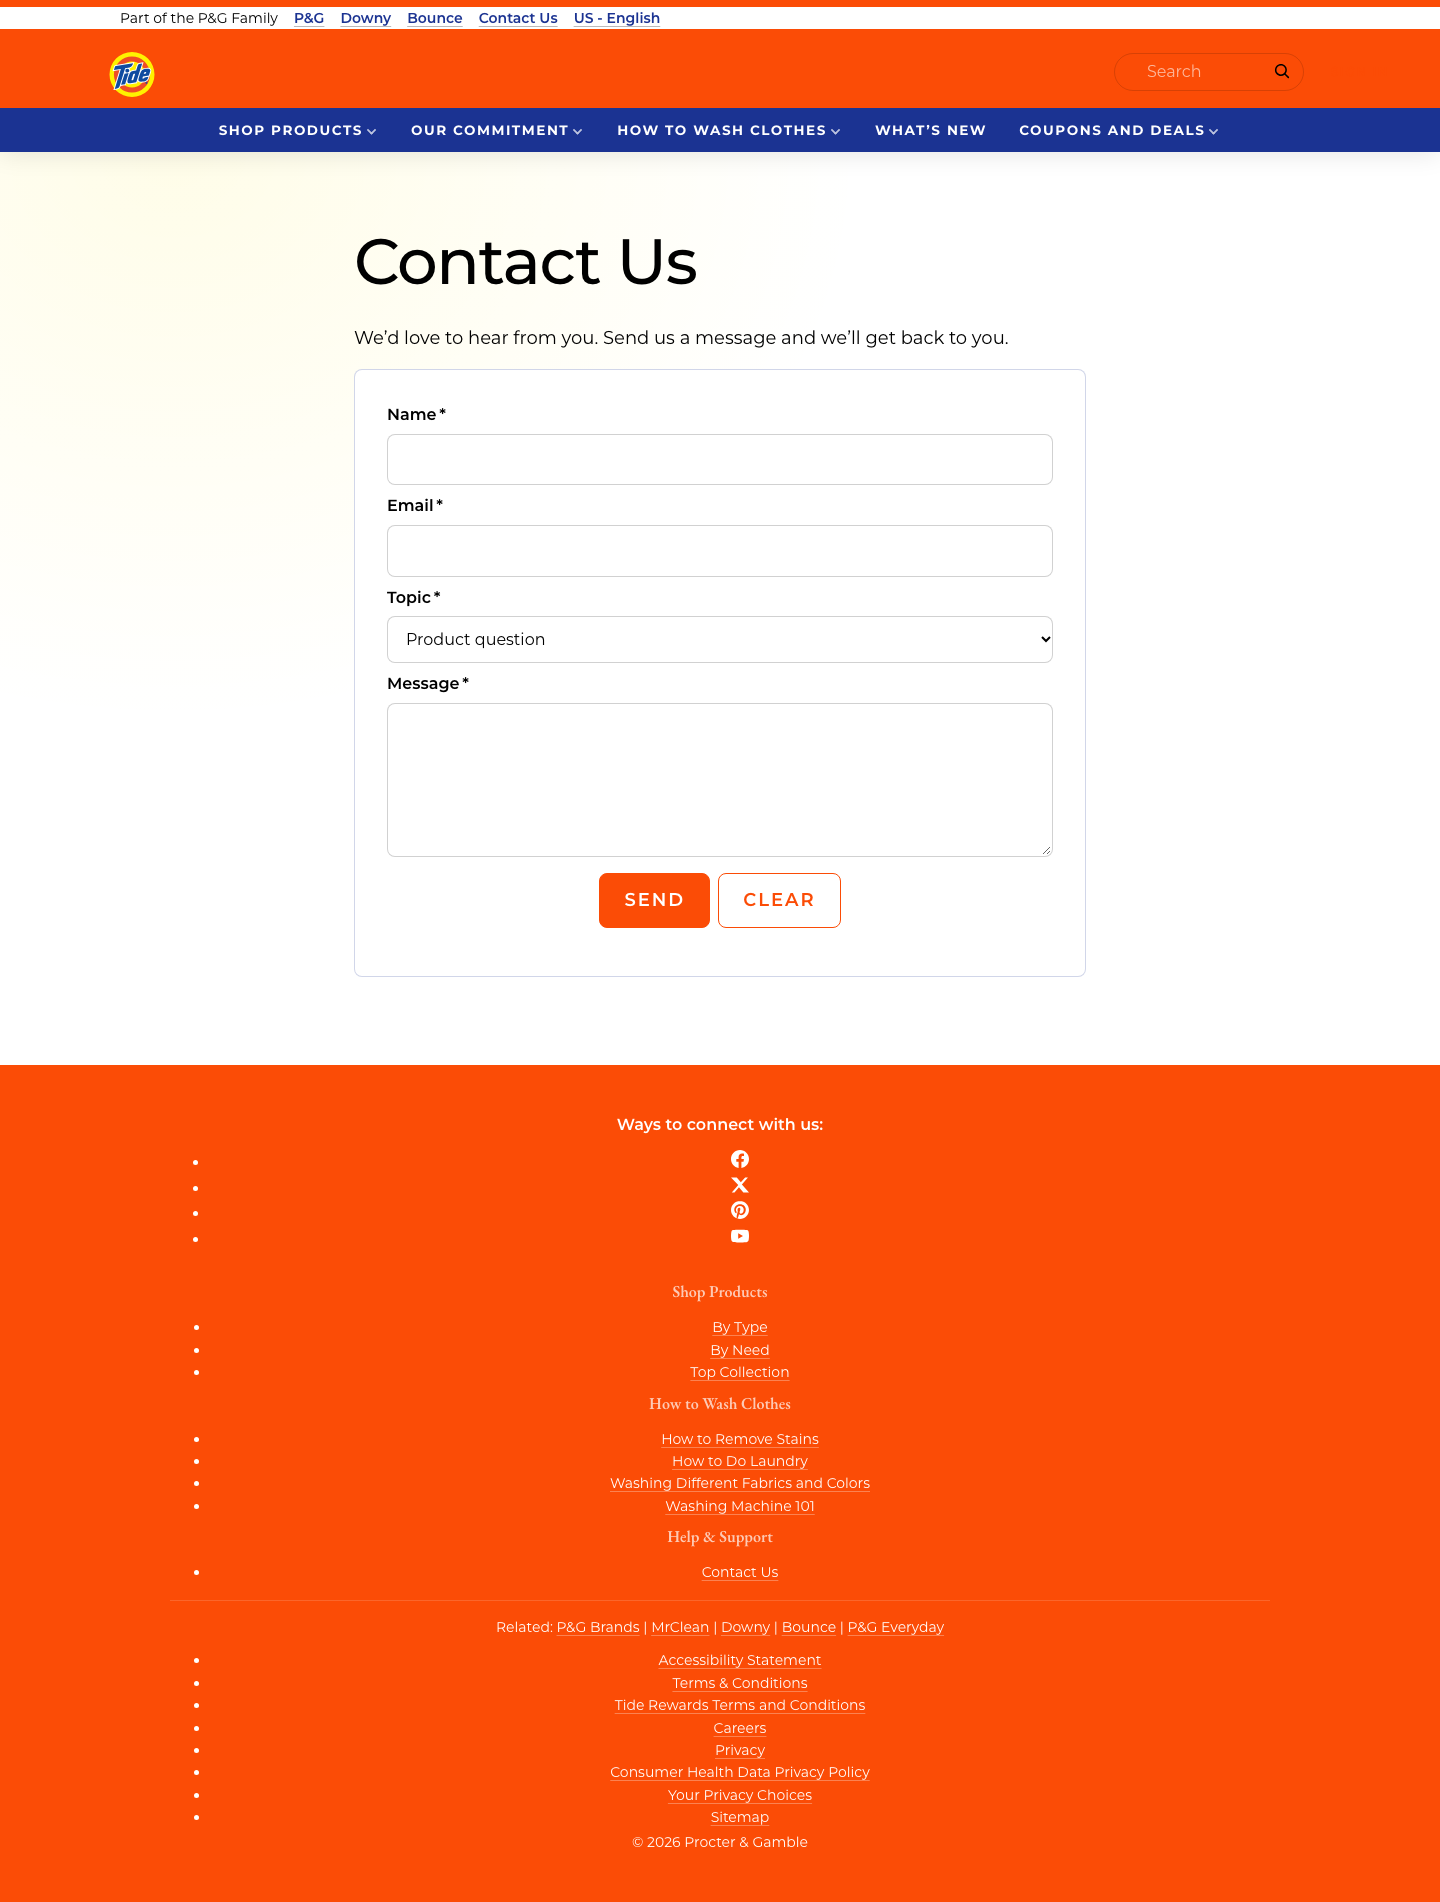 Part of the P&G Family P&G Downy Bounce Contact Us US - English
Tide
Search
SHOP PRODUCTS OUR COMMITMENT HOW TO WASH CLOTHES WHAT’S NEW COUPONS AND DEALS
Contact Us
We’d love to hear from you. Send us a message and we’ll get back to you.
Name *
Email *
Topic *
Product question
Message *
SEND CLEAR
Ways to connect with us:
Shop Products
By Type
By Need
Top Collection
How to Wash Clothes
How to Remove Stains
How to Do Laundry
Washing Different Fabrics and Colors
Washing Machine 101
Help & Support
Contact Us
Related: P&G Brands | MrClean | Downy | Bounce | P&G Everyday
Accessibility Statement
Terms & Conditions
Tide Rewards Terms and Conditions
Careers
Privacy
Consumer Health Data Privacy Policy
Your Privacy Choices
Sitemap
© 2026 Procter & Gamble